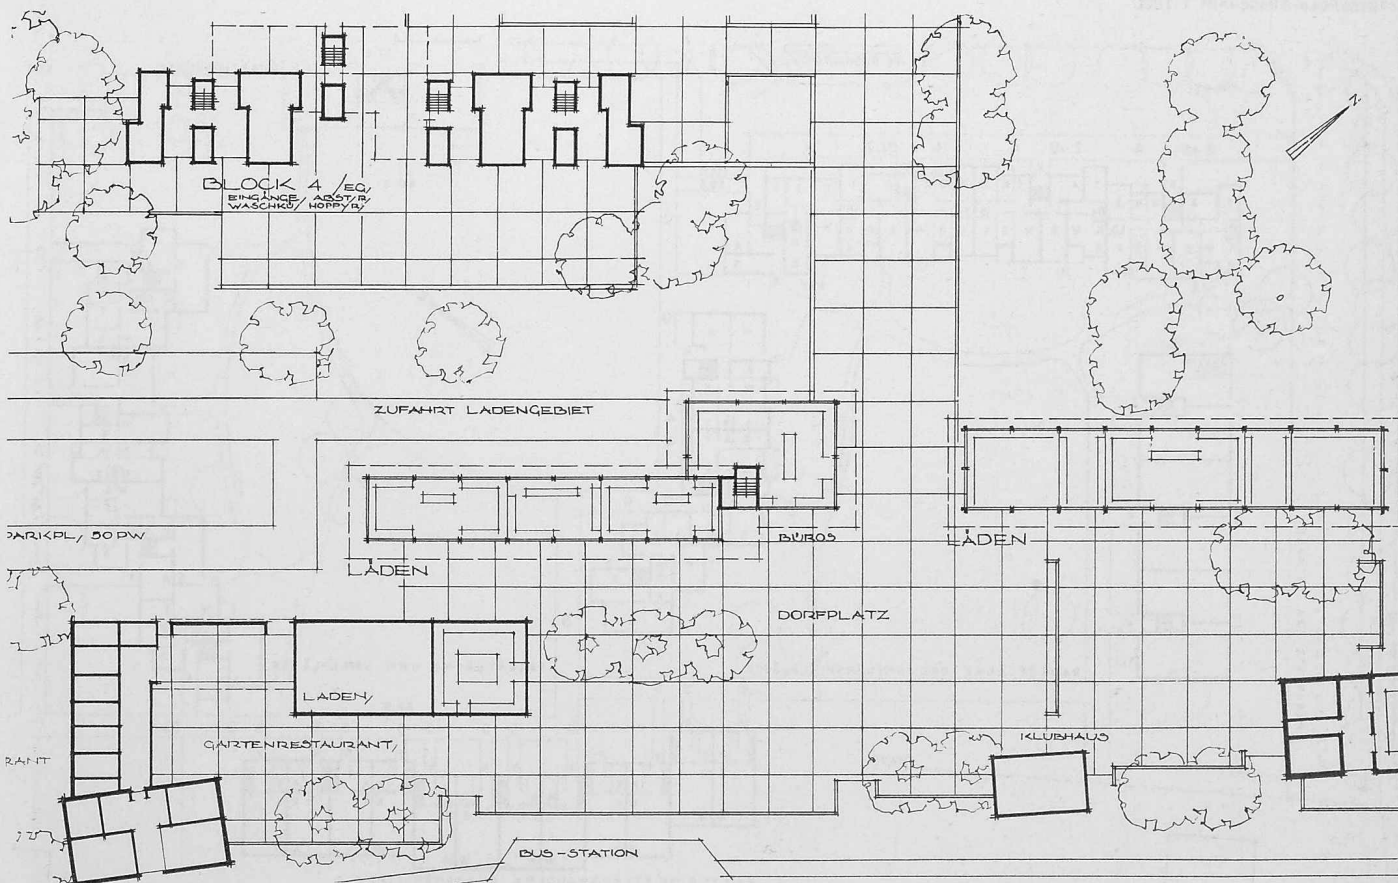 BLOCK 4 /EG,
EINGÄNGE/ ABST/R,
WASCHKÜ/ HOPPYR/
ZUFAHRT LADENGEBIET
PARKPL, 50 PW
LÄDEN
BÜROS
LÄDEN
DORFPLATZ
LADEN/
GARTENRESTAURANT/
KLUBHAUS
RANT
BUS-STATION
N